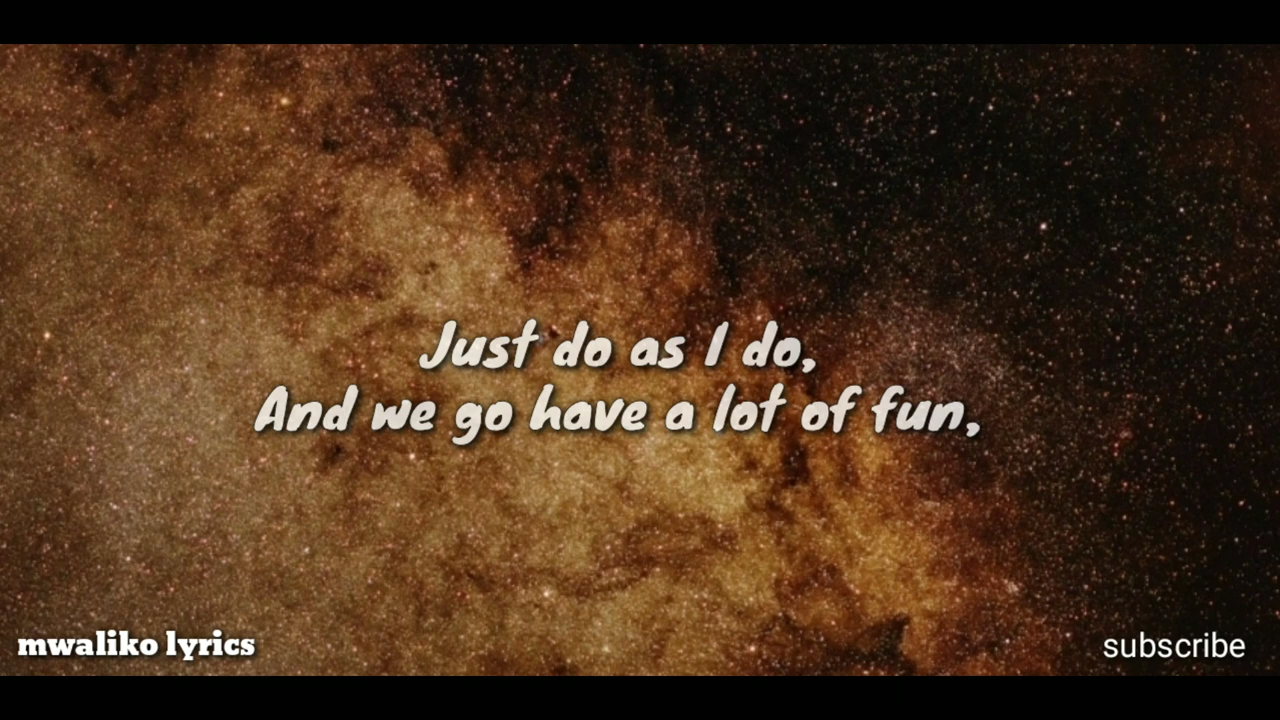 Just do as I do,
And we go have a lot of fun,
mwaliko lyrics
subscribe